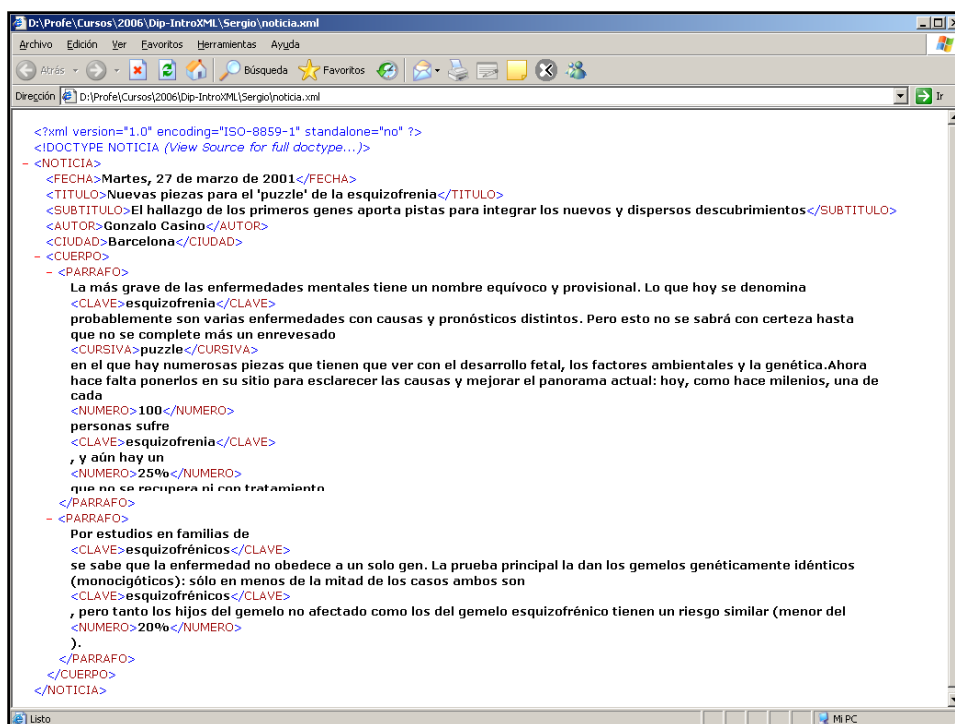 D:\Profe\Cursos\2006\Dip-IntroXML\Sergio\noticia.xml
Archivo Edición Ver Favoritos Herramientas Ayuda
Atrás Búsqueda Favoritos
Dirección D:\Profe\Cursos\2006\Dip-IntroXML\Sergio\noticia.xml Ir
<?xml version="1.0" encoding="ISO-8859-1" standalone="no" ?>
<!DOCTYPE NOTICIA (View Source for full doctype...)>
- <NOTICIA>
<FECHA>Martes, 27 de marzo de 2001</FECHA>
<TITULO>Nuevas piezas para el 'puzzle' de la esquizofrenia</TITULO>
<SUBTITULO>El hallazgo de los primeros genes aporta pistas para integrar los nuevos y dispersos descubrimientos</SUBTITULO>
<AUTOR>Gonzalo Casino</AUTOR>
<CIUDAD>Barcelona</CIUDAD>
- <CUERPO>
- <PARRAFO>
La más grave de las enfermedades mentales tiene un nombre equívoco y provisional. Lo que hoy se denomina
<CLAVE>esquizofrenia</CLAVE>
probablemente son varias enfermedades con causas y pronósticos distintos. Pero esto no se sabrá con certeza hasta
que no se complete más un enrevesado
<CURSIVA>puzzle</CURSIVA>
en el que hay numerosas piezas que tienen que ver con el desarrollo fetal, los factores ambientales y la genética.Ahora
hace falta ponerlos en su sitio para esclarecer las causas y mejorar el panorama actual: hoy, como hace milenios, una de
cada
<NUMERO>100</NUMERO>
personas sufre
<CLAVE>esquizofrenia</CLAVE>
, y aún hay un
<NUMERO>25%</NUMERO>
que no se recupera ni con tratamiento
</PARRAFO>
- <PARRAFO>
Por estudios en familias de
<CLAVE>esquizofrénicos</CLAVE>
se sabe que la enfermedad no obedece a un solo gen. La prueba principal la dan los gemelos genéticamente idénticos
(monocigóticos): sólo en menos de la mitad de los casos ambos son
<CLAVE>esquizofrénicos</CLAVE>
, pero tanto los hijos del gemelo no afectado como los del gemelo esquizofrénico tienen un riesgo similar (menor del
<NUMERO>20%</NUMERO>
).
</PARRAFO>
</CUERPO>
</NOTICIA>
Listo Mi PC